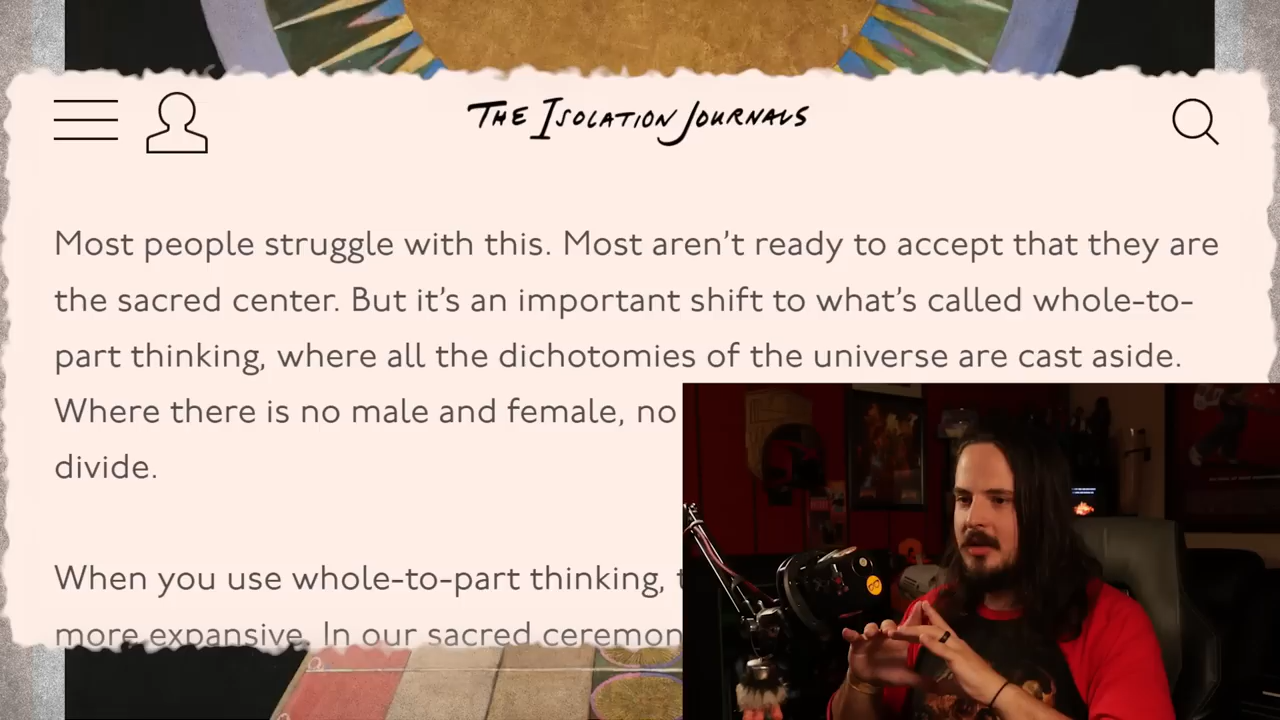 THE ISOLATION JOURNALS
Most people struggle with this. Most aren't ready to accept that they are
the sacred center. But it's an important shift to what's called whole-to-
part thinking, where all the dichotomies of the universe are cast aside.
Where there is no male and female, no
divide.
When you use whole-to-part thinking,
more expansive. In our sacred